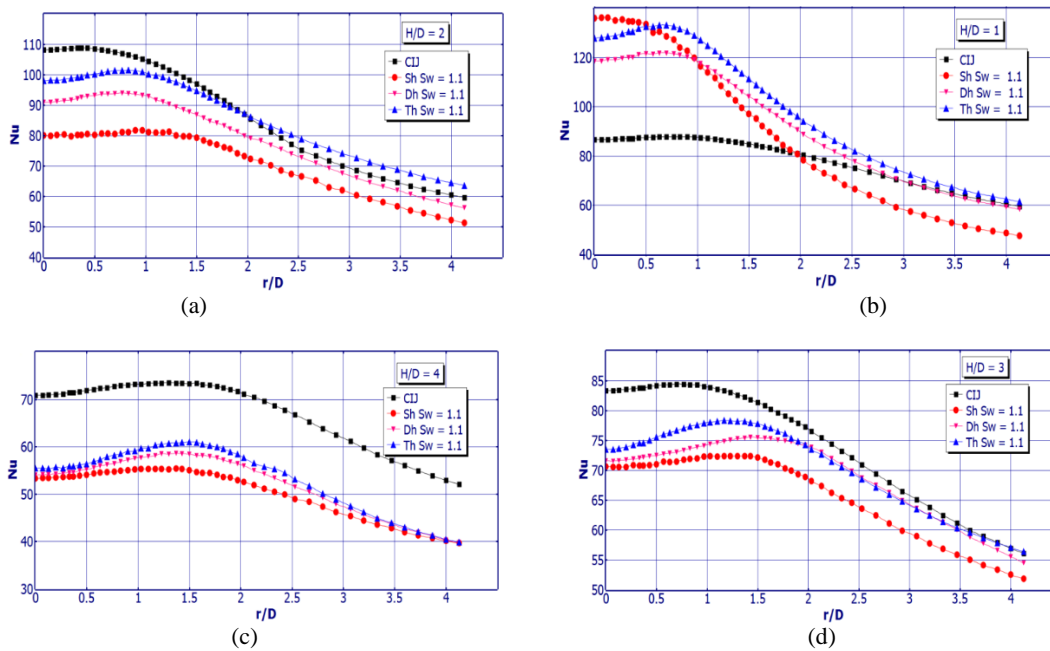 H/D = 2
CIJ
Sh Sw = 1.1
Dh Sw = 1.1
Th Sw = 1.1
Nu
110
100
90
80
70
60
50
40
0 0.5 1 1.5 2 2.5 3 3.5 4
r/D
(a)
H/D = 1
CIJ
Sh Sw = 1.1
Dh Sw = 1.1
Th Sw = 1.1
Nu
120
100
80
60
40
0 0.5 1 1.5 2 2.5 3 3.5 4
r/D
(b)
H/D = 4
CIJ
Sh Sw = 1.1
Dh Sw = 1.1
Th Sw = 1.1
Nu
70
60
50
40
30
0 0.5 1 1.5 2 2.5 3 3.5 4
r/D
(c)
H/D = 3
CIJ
Sh Sw = 1.1
Dh Sw = 1.1
Th Sw = 1.1
Nu
85
80
75
70
65
60
55
50
0 0.5 1 1.5 2 2.5 3 3.5 4
r/D
(d)